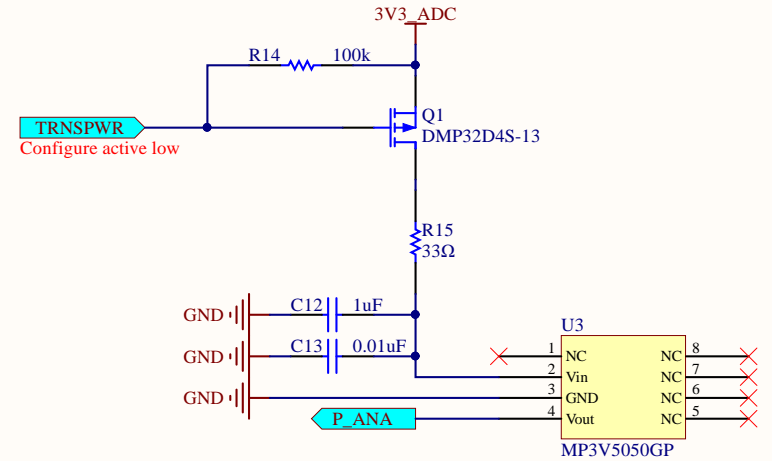 3V3_ADC
R14 100k
TRNSPWR
Configure active low
Q1
DMP32D4S-13
R15
33Ω
GND C12 1uF
GND C13 0.01uF
GND
P_ANA
U3
1 NC NC 8
2 Vin NC 7
3 GND NC 6
4 Vout NC 5
MP3V5050GP